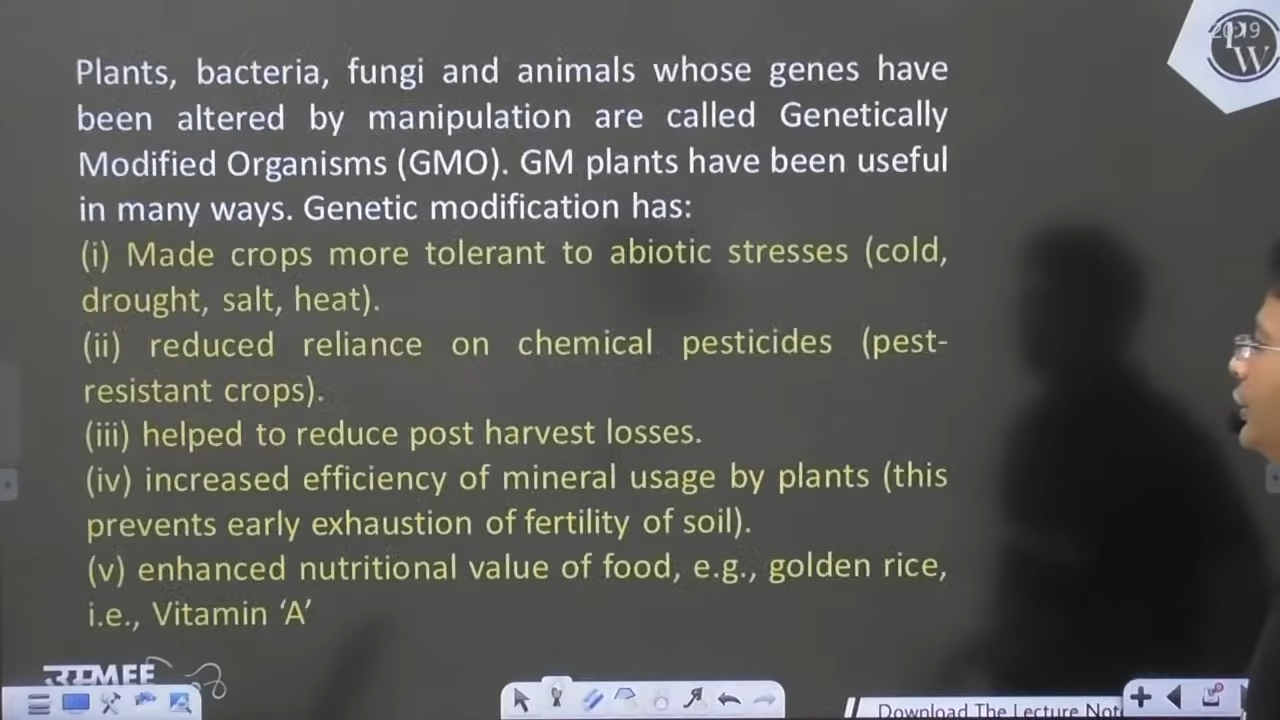 20:19
PW
Plants, bacteria, fungi and animals whose genes have
been altered by manipulation are called Genetically
Modified Organisms (GMO). GM plants have been useful
in many ways. Genetic modification has:
(i) Made crops more tolerant to abiotic stresses (cold,
drought, salt, heat).
(ii) reduced reliance on chemical pesticides (pest-
resistant crops).
(iii) helped to reduce post harvest losses.
(iv) increased efficiency of mineral usage by plants (this
prevents early exhaustion of fertility of soil).
(v) enhanced nutritional value of food, e.g., golden rice,
i.e., Vitamin ‘A’
Download The Lecture